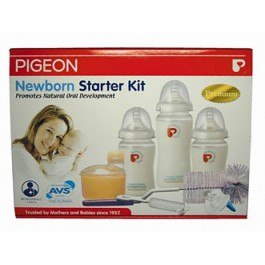 PIGEON
Newborn Starter Kit
Promotes Natural Oral Development
Premium
AVS
Trusted by Mothers and Babies since 1957